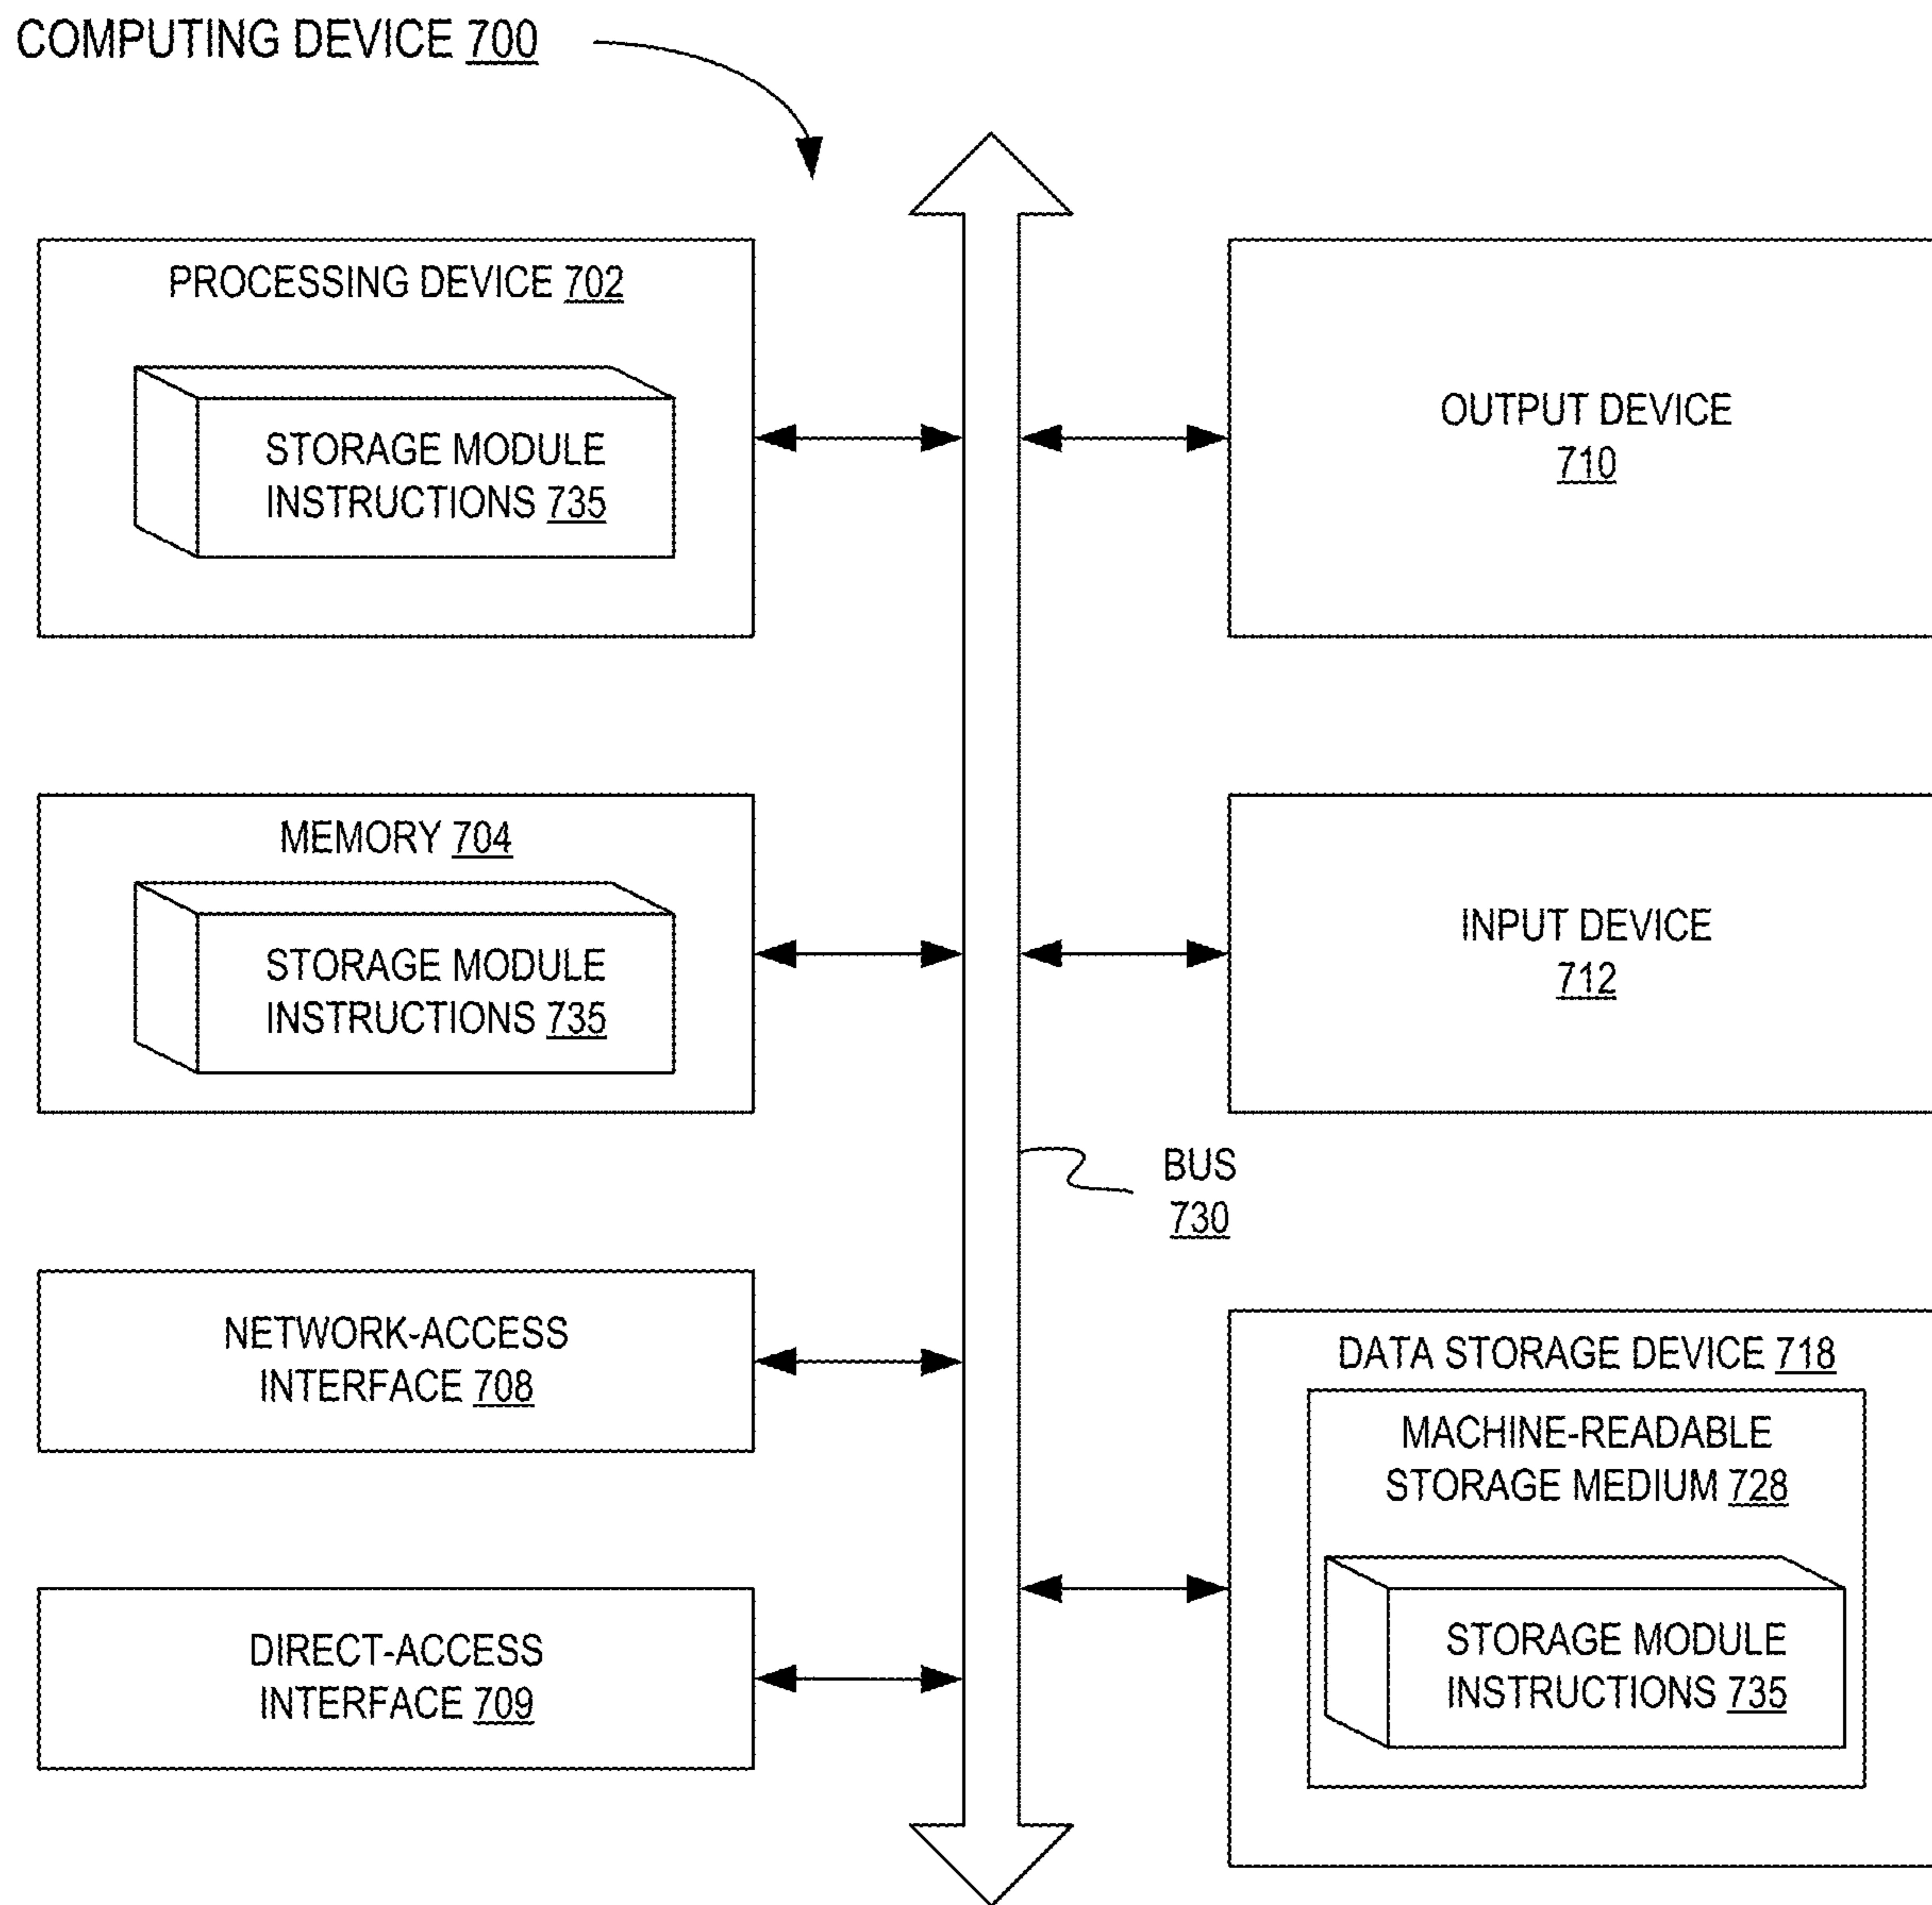 COMPUTING DEVICE 700
PROCESSING DEVICE 702
STORAGE MODULE
INSTRUCTIONS 735
OUTPUT DEVICE
710
MEMORY 704
STORAGE MODULE
INSTRUCTIONS 735
INPUT DEVICE
712
BUS
730
NETWORK-ACCESS
INTERFACE 708
DATA STORAGE DEVICE 718
MACHINE-READABLE
STORAGE MEDIUM 728
STORAGE MODULE
INSTRUCTIONS 735
DIRECT-ACCESS
INTERFACE 709